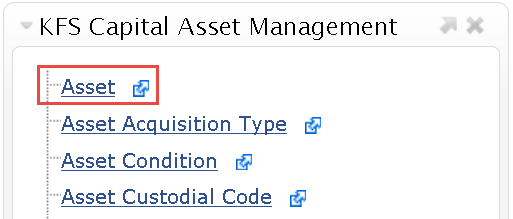 KFS Capital Asset Management
Asset
Asset Acquisition Type
Asset Condition
Asset Custodial Code